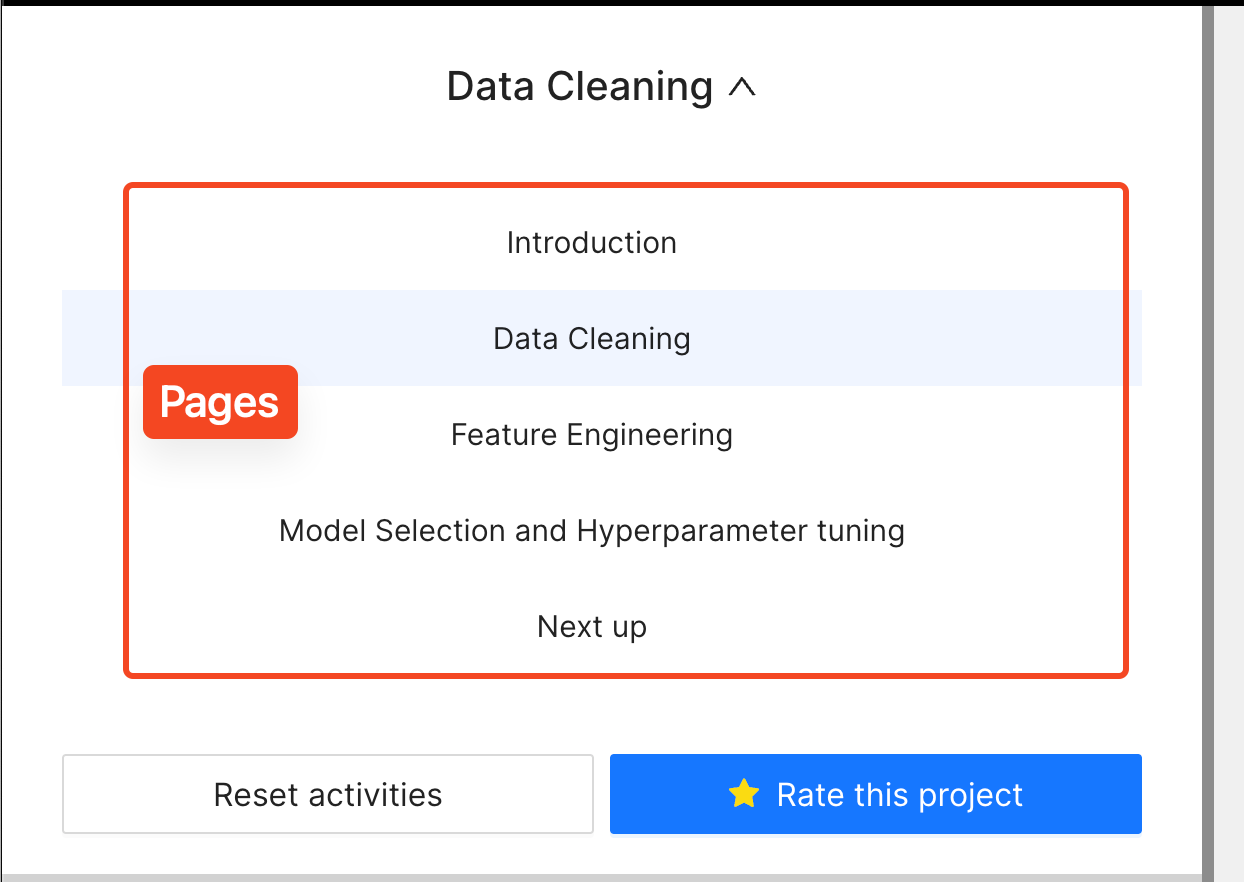 Data Cleaning
Introduction
Data Cleaning
Pages
Feature Engineering
Model Selection and Hyperparameter tuning
Next up
Reset activities
Rate this project